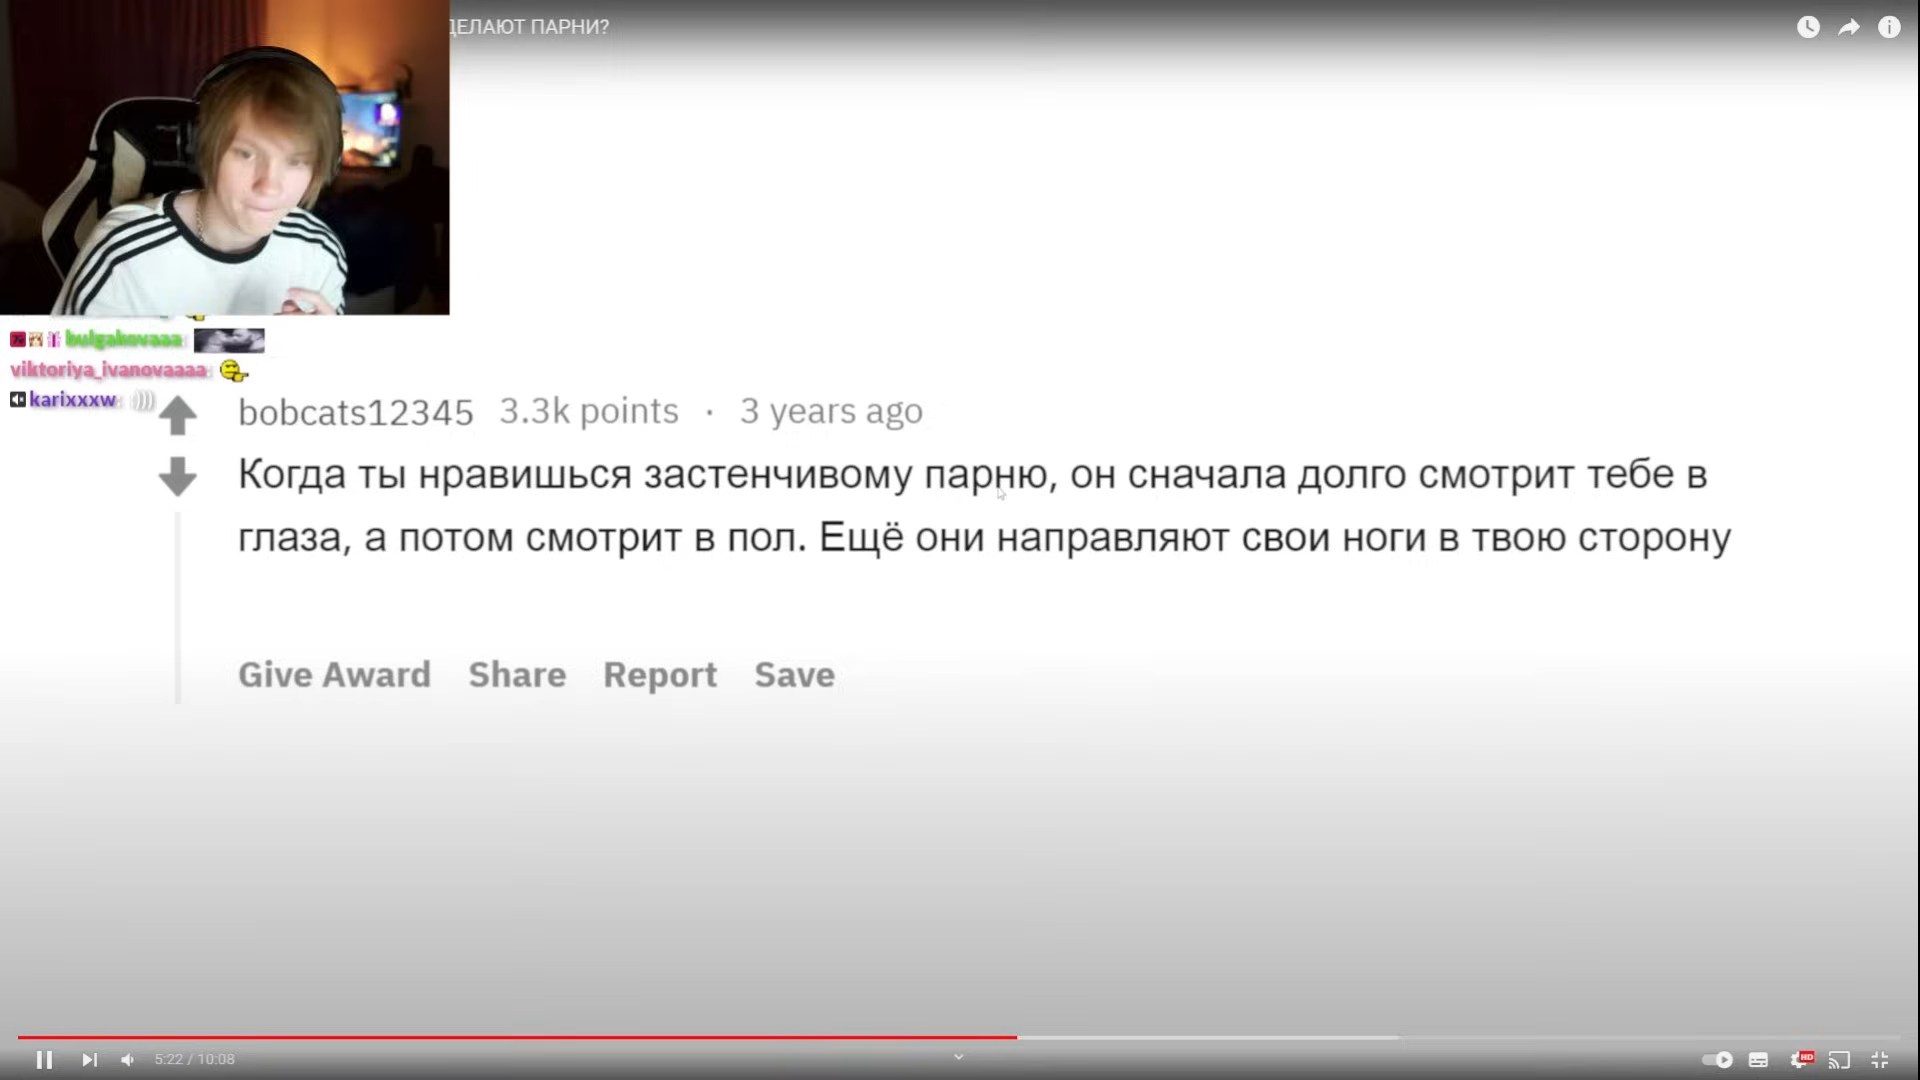 ДЕЛАЮТ ПАРНИ?
bulgakovaaa:
viktoriya_ivanovaaaa:
karixxxw: :)))
bobcats12345 3.3k points · 3 years ago
Когда ты нравишься застенчивому парню, он сначала долго смотрит тебе в
глаза, а потом смотрит в пол. Ещё они направляют свои ноги в твою сторону
Give Award Share Report Save
5:22 / 10:08
HD